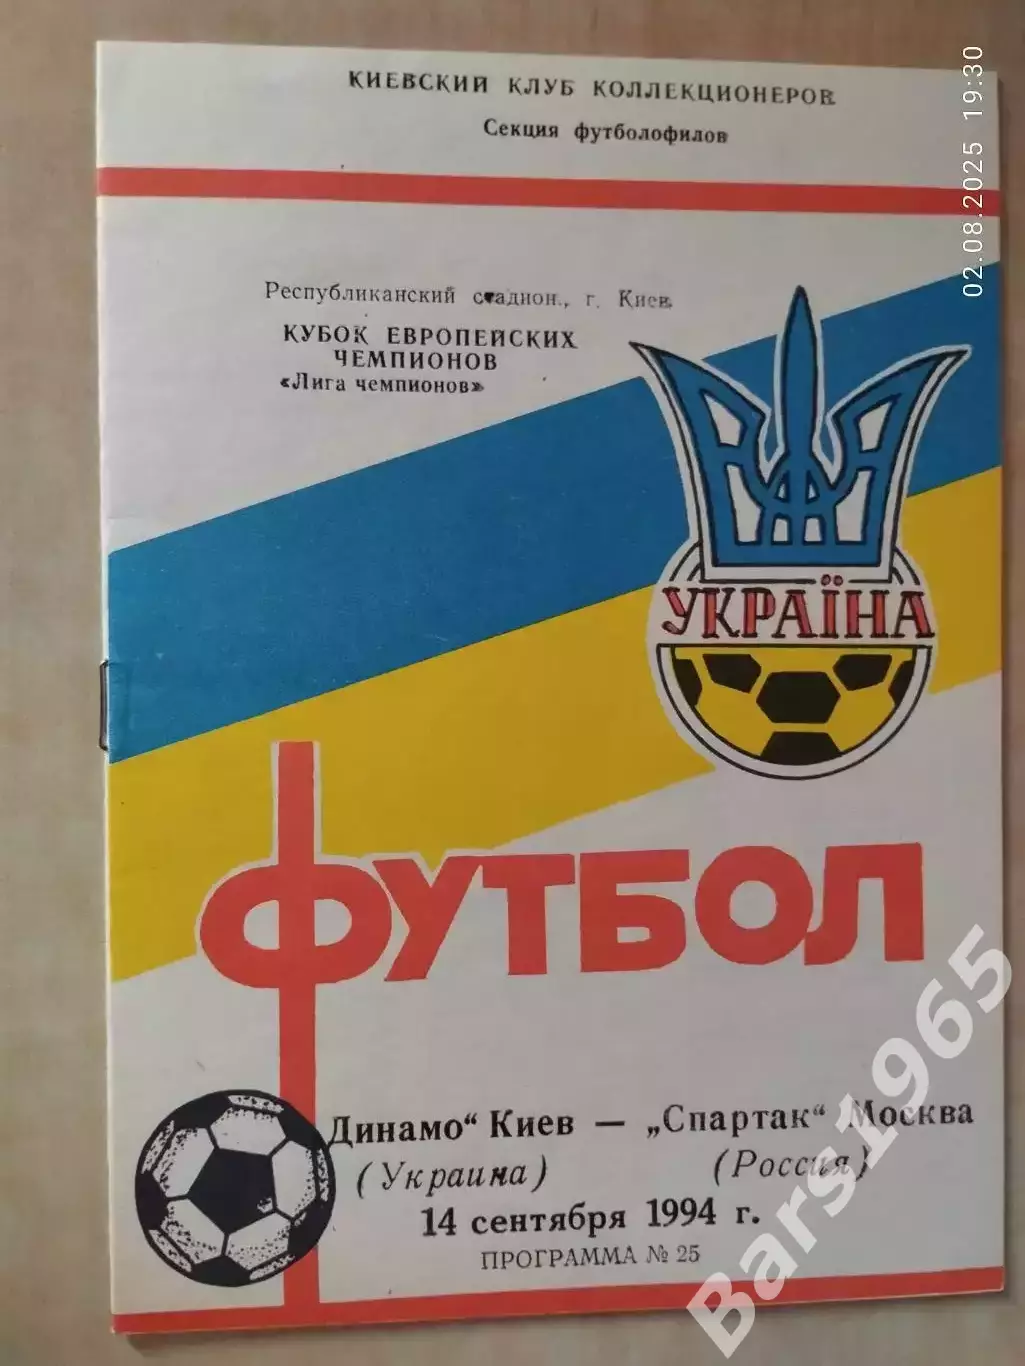 КИЕВСКИЙ КЛУБ КОЛЛЕКЦИОНЕРОВ
Секция футболофилов
02.08.2025 19:30
Республиканский стадион., г. Киев
КУБОК ЕВРОПЕЙСКИХ
ЧЕМПИОНОВ
«Лига чемпионов»
УКРАЇНА
ФУТБОЛ
Динамо“ Киев — „Спартак“ Москва
(Украина) (Россия)
14 сентября 1994 г.
ПРОГРАММА № 25
Bars1965